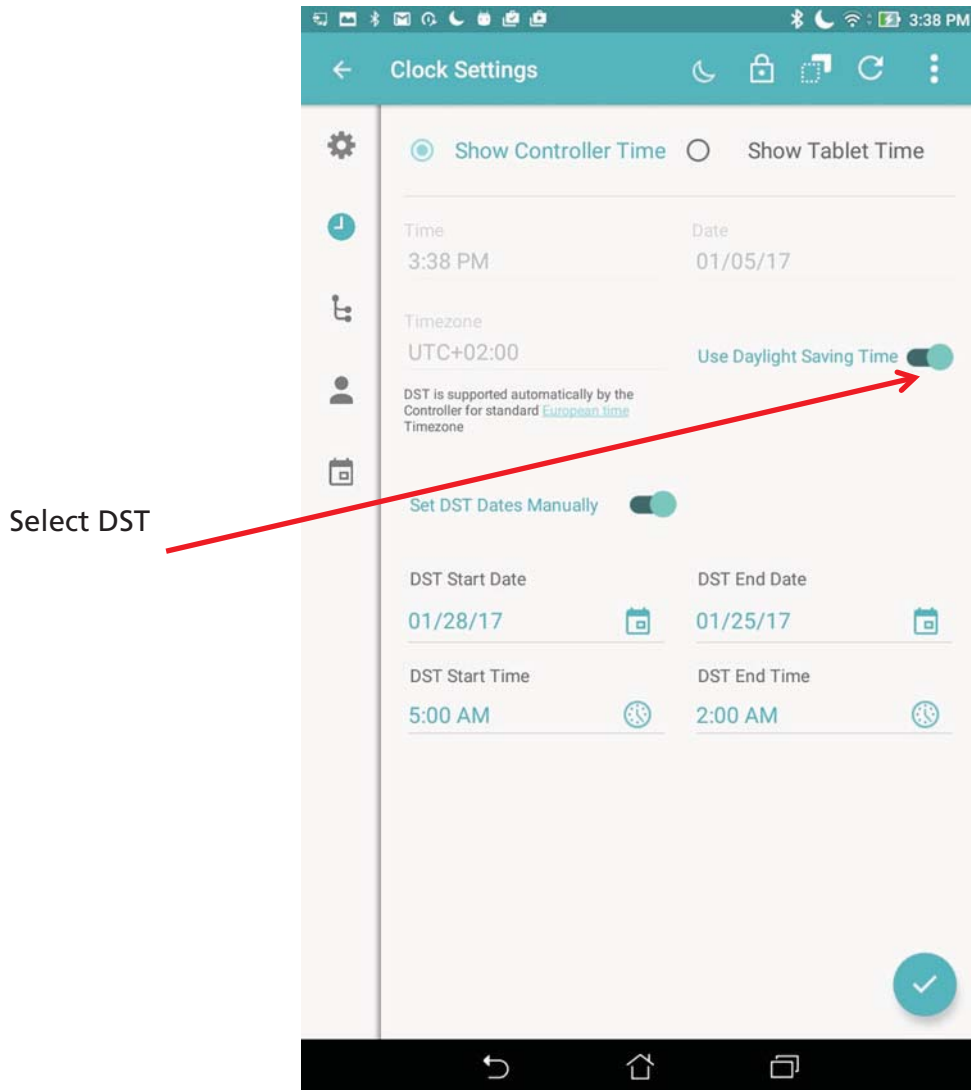 3:38 PM
Clock Settings
Show Controller Time Show Tablet Time
Time Date
3:38 PM 01/05/17
Timezone
UTC+02:00
Use Daylight Saving Time
DST is supported automatically by the
Controller for standard European time
Timezone
Select DST
Set DST Dates Manually
DST Start Date DST End Date
01/28/17 01/25/17
DST Start Time DST End Time
5:00 AM 2:00 AM